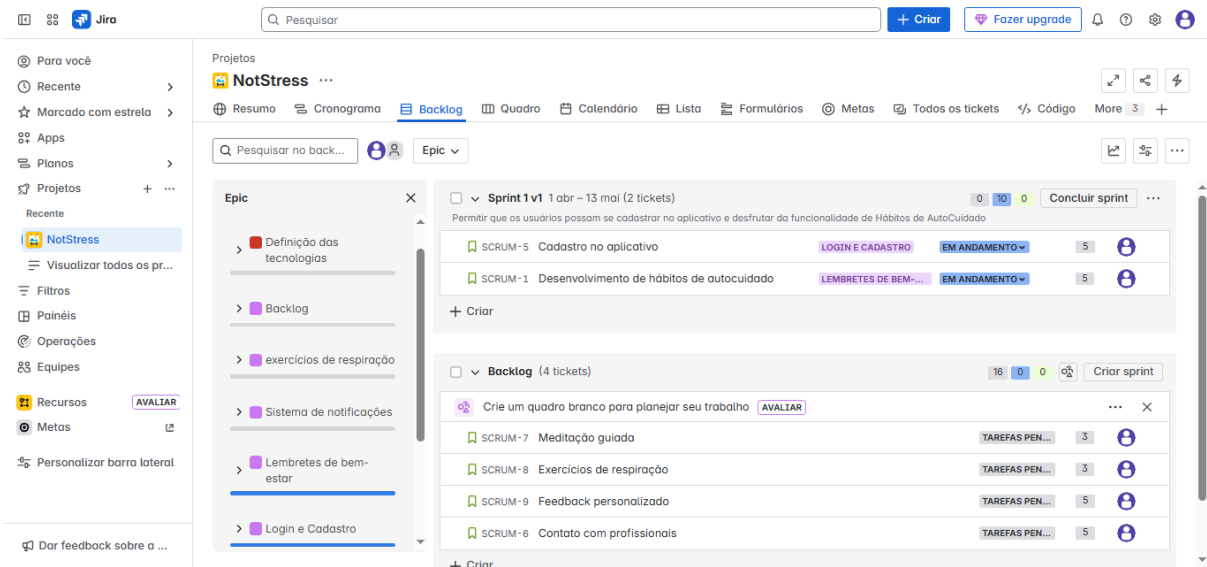 Jira
Pesquisar
+ Criar
Fazer upgrade
Para você
Recente
Marcado com estrela
Apps
Planos
Projetos
Recente
NotStress
Visualizar todos os pr...
Filtros
Painéis
Operações
Equipes
Recursos AVALIAR
Metas
Personalizar barra lateral
Dar feedback sobre a ...
Projetos
NotStress
Resumo Cronograma Backlog Quadro Calendário Lista Formulários Metas Todos os tickets Código More 3
Pesquisar no back...
Epic
Epic
Definição das
tecnologias
Backlog
exercícios de respiração
Sistema de notificações
Lembretes de bem-
estar
Login e Cadastro
Sprint 1 v1 1 abr – 13 mai (2 tickets) 0 10 0 Concluir sprint
Permitir que os usuários possam se cadastrar no aplicativo e desfrutar da funcionalidade de Hábitos de AutoCuidado
SCRUM-5 Cadastro no aplicativo LOGIN E CADASTRO EM ANDAMENTO 5
SCRUM-1 Desenvolvimento de hábitos de autocuidado LEMBRETES DE BEM-... EM ANDAMENTO 5
+ Criar
Backlog (4 tickets) 16 0 0 Criar sprint
Crie um quadro branco para planejar seu trabalho AVALIAR
SCRUM-7 Meditação guiada TAREFAS PEN... 3
SCRUM-8 Exercícios de respiração TAREFAS PEN... 3
SCRUM-9 Feedback personalizado TAREFAS PEN... 5
SCRUM-6 Contato com profissionais TAREFAS PEN... 5
+ Criar